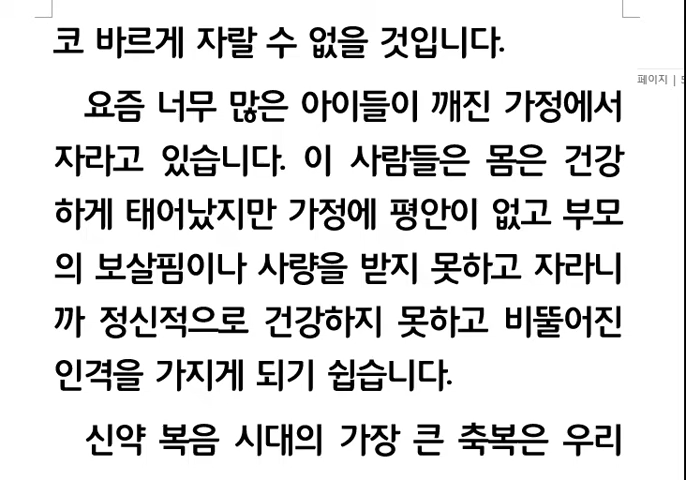 코 바르게 자랄 수 없을 것입니다.
페이지 | 5
요즘 너무 많은 아이들이 깨진 가정에서
자라고 있습니다. 이 사람들은 몸은 건강
하게 태어났지만 가정에 평안이 없고 부모
의 보살핌이나 사랑을 받지 못하고 자라니
까 정신적으로 건강하지 못하고 비뚤어진
인격을 가지게 되기 쉽습니다.
신약 복음 시대의 가장 큰 축복은 우리